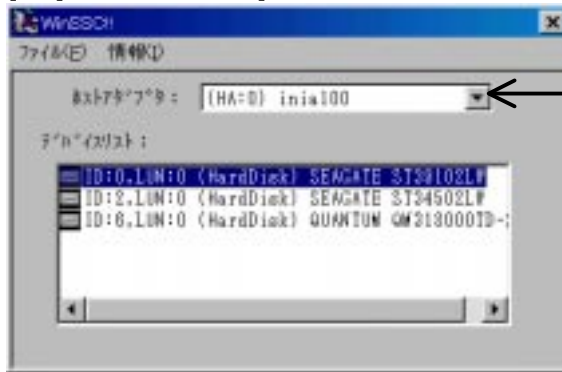 WinSSCH
ファイル(F) 情報(I)
ﾎｽﾄｱﾀﾞﾌﾟﾀ : (HA:0) inia100
ﾃﾞﾊﾞｲｽﾘｽﾄ :
ID:0,LUN:0 (HardDisk) SEAGATE ST39102LW
ID:2,LUN:0 (HardDisk) SEAGATE ST34502LW
ID:6,LUN:0 (HardDisk) QUANTUM QM318000TD-